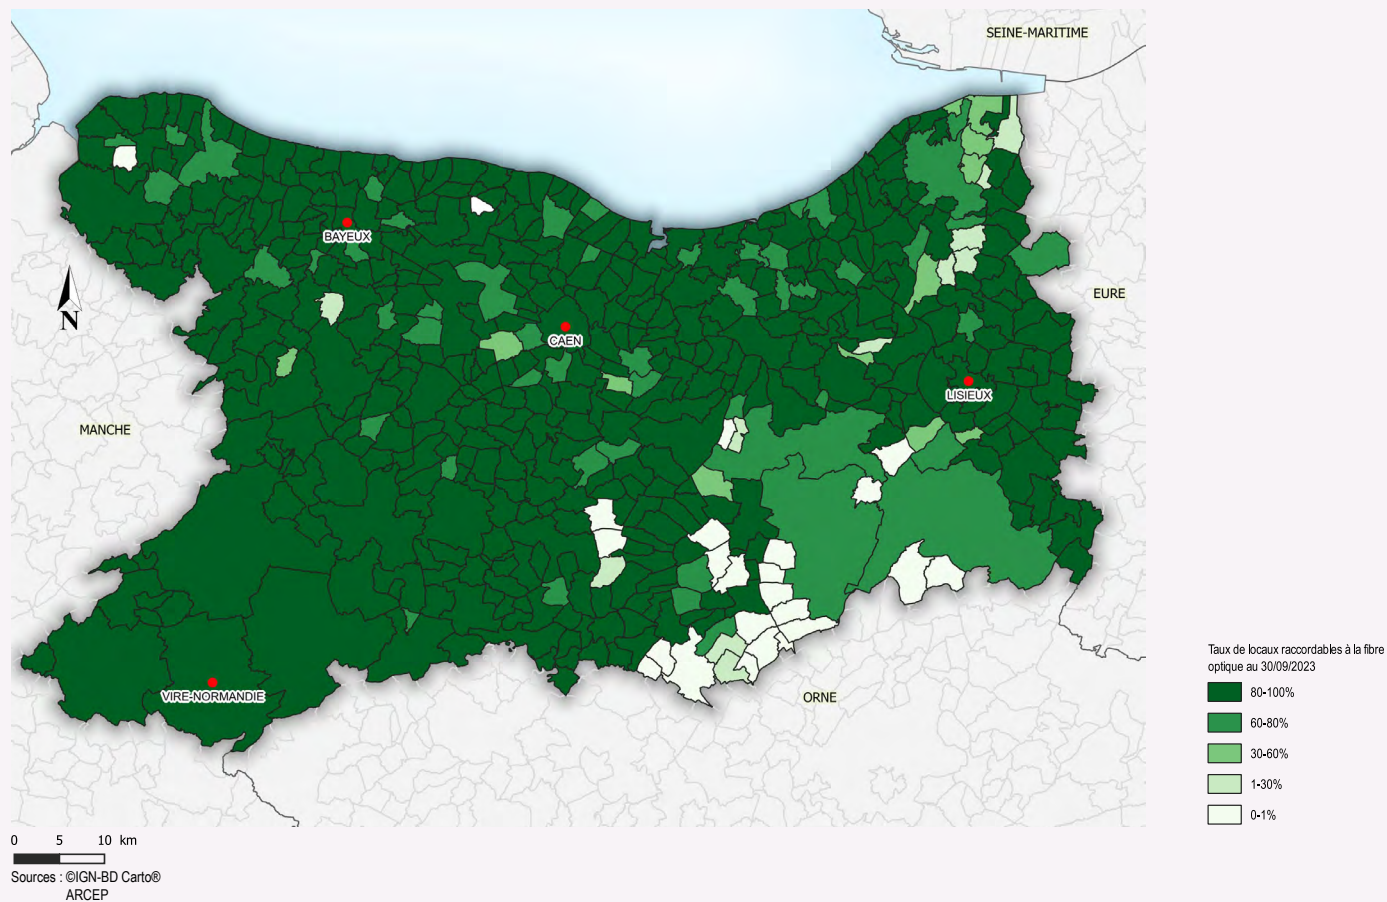 SEINE-MARITIME
BAYEUX
EURE
N
CAEN
LISIEUX
MANCHE
VIRE-NORMANDIE
ORNE
Taux de locaux raccordables à la fibre
optique au 30/09/2023
80-100%
60-80%
30-60%
1-30%
0-1%
0 5 10 km
Sources : ©IGN-BD Carto®
ARCEP